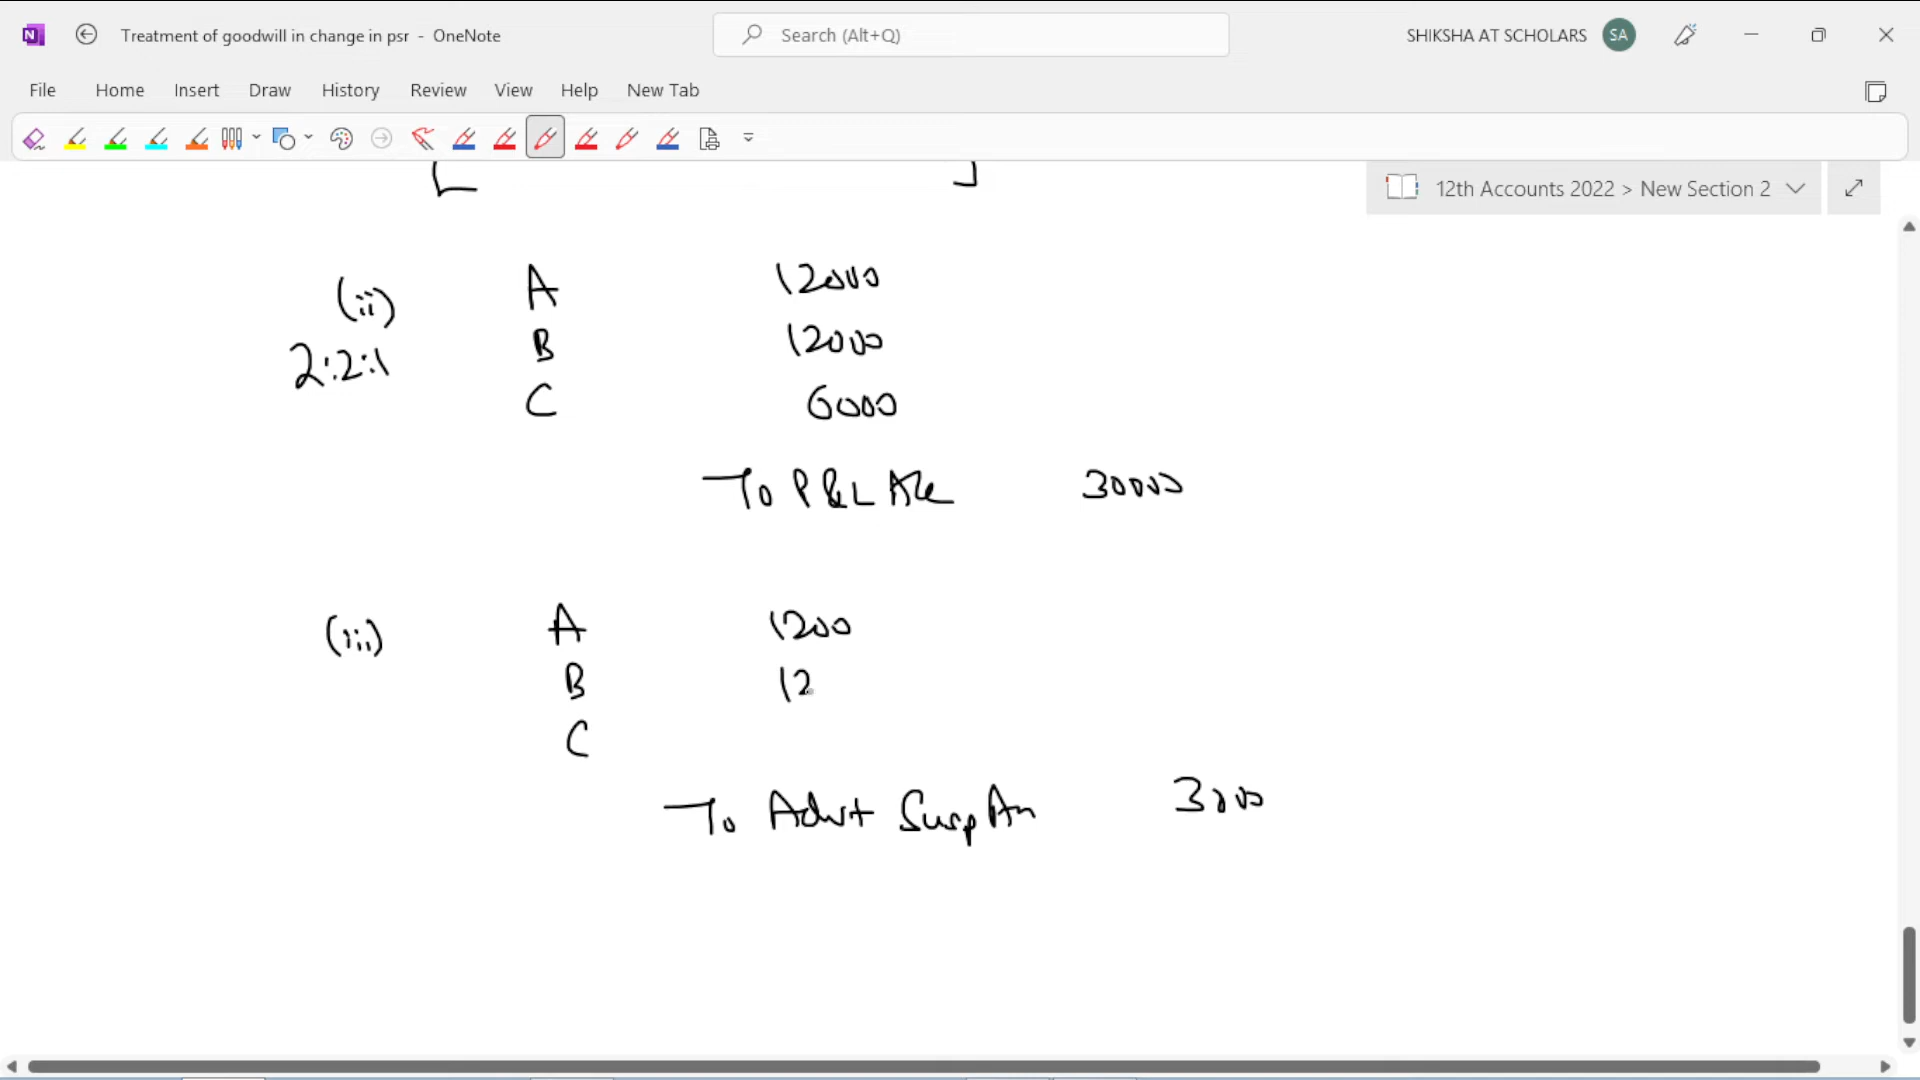 Treatment of goodwill in change in psr - OneNote
Search (Alt+Q)
SHIKSHA AT SCHOLARS SA
File Home Insert Draw History Review View Help New Tab
12th Accounts 2022 > New Section 2
(ii) A 12000
2:2:1 B 12000
C 6000
To P&L A/c 30000
(iii) A 1200
B 12
C
To Advt Susp A/c 3000